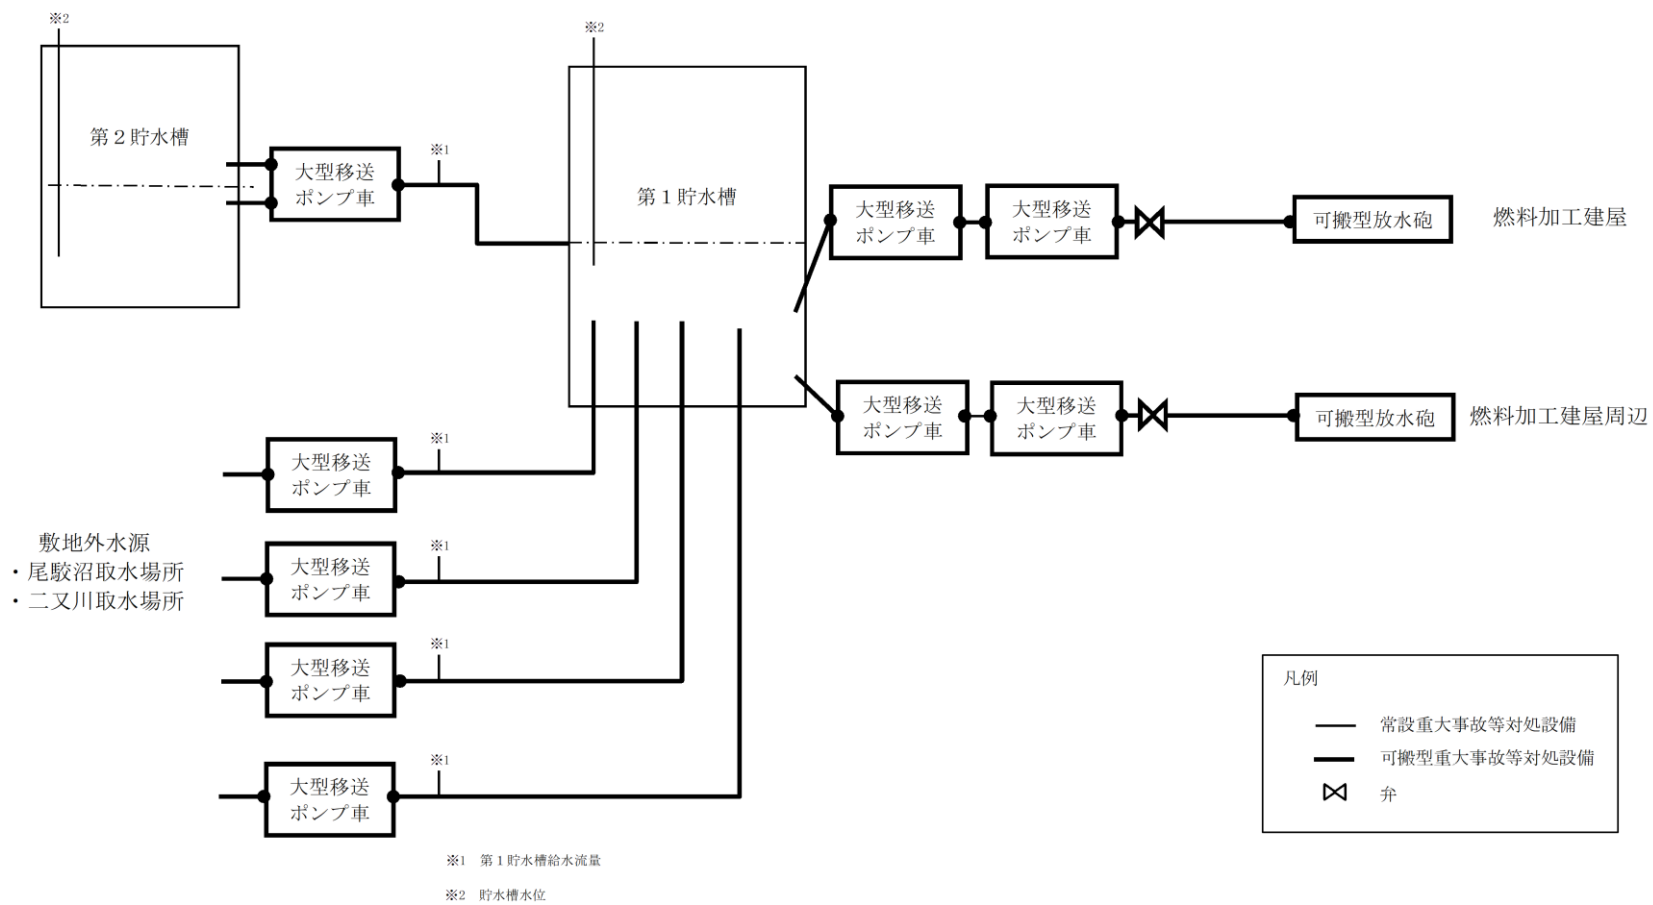 ※2
※2
第２貯水槽
大型移送
ポンプ車
※1
第１貯水槽
大型移送
ポンプ車
大型移送
ポンプ車
可搬型放水砲
燃料加工建屋
大型移送
ポンプ車
大型移送
ポンプ車
可搬型放水砲
燃料加工建屋周辺
※1
大型移送
ポンプ車
敷地外水源
・尾駮沼取水場所
・二又川取水場所
※1
大型移送
ポンプ車
※1
大型移送
ポンプ車
※1
大型移送
ポンプ車
凡例
常設重大事故等対処設備
可搬型重大事故等対処設備
弁
※1　第１貯水槽給水流量
※2　貯水槽水位